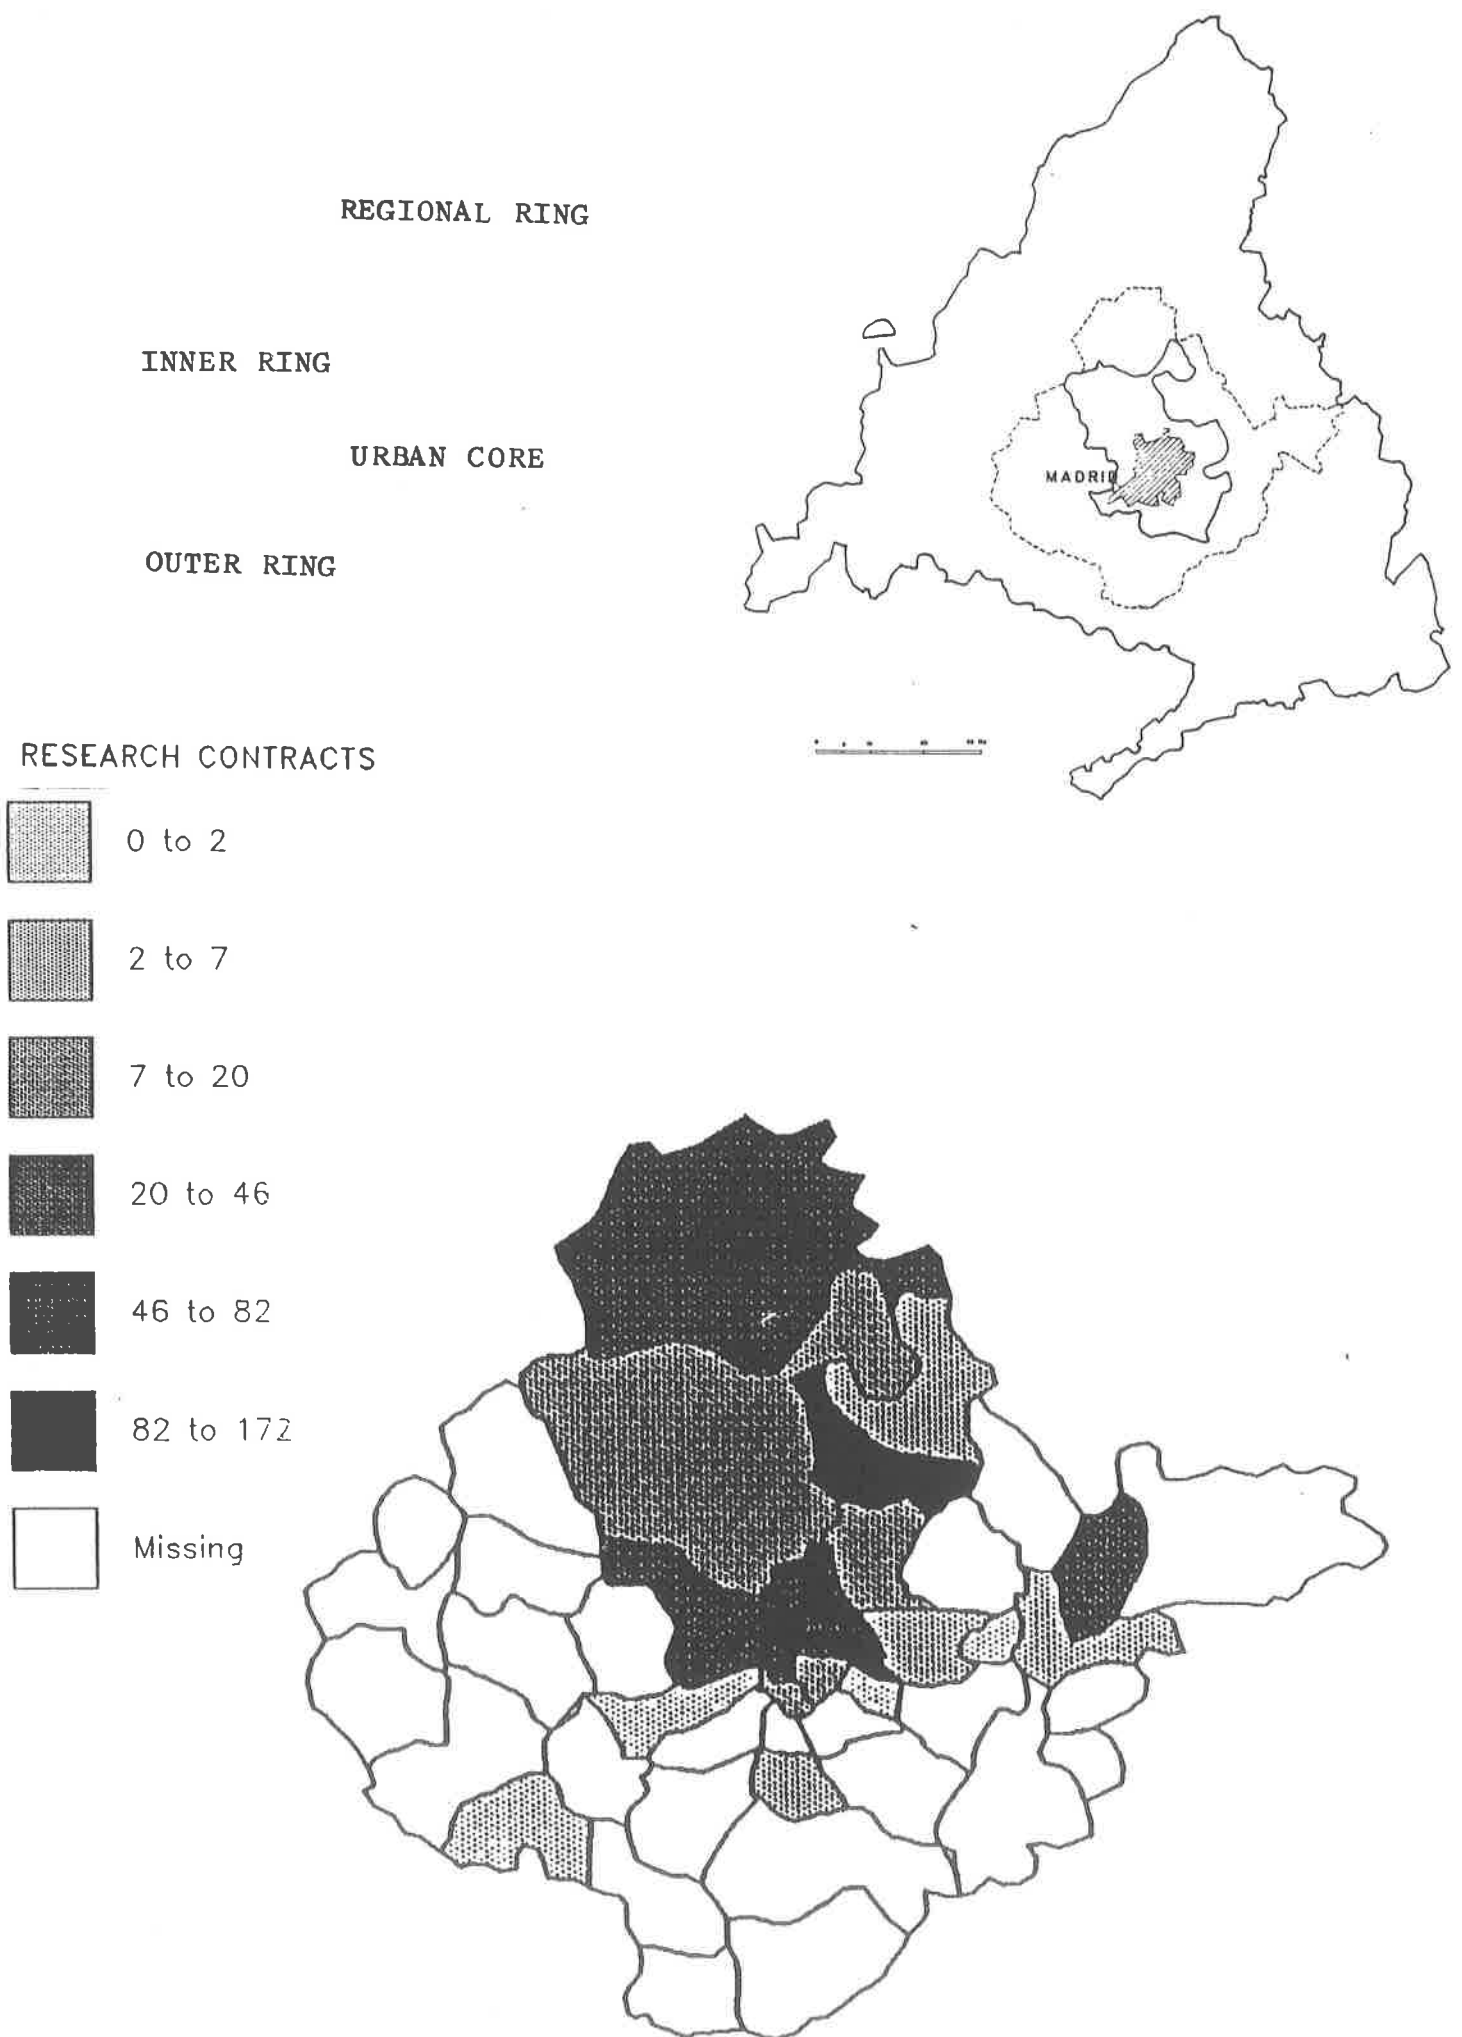 REGIONAL RING
INNER RING
URBAN CORE
MADRID
OUTER RING
RESEARCH CONTRACTS
0 to 2
2 to 7
7 to 20
20 to 46
46 to 82
82 to 172
Missing